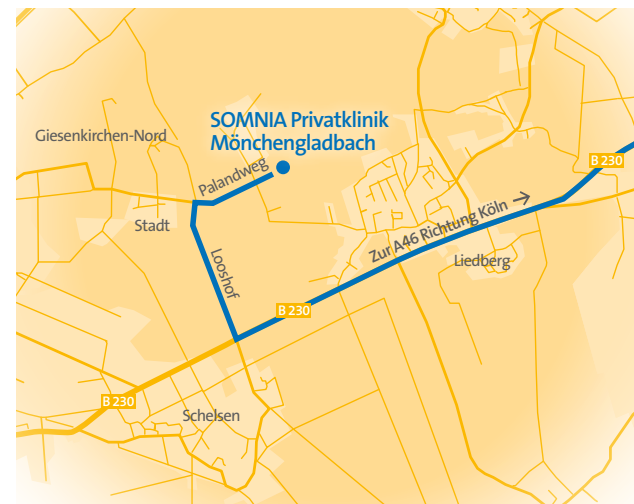 SOMNIA Privatklinik
Mönchengladbach
Giesenkirchen-Nord
Palandweg
B 230
Stadt
Zur A46 Richtung Köln →
Liedberg
Looshof
B 230
B 230
Schelsen